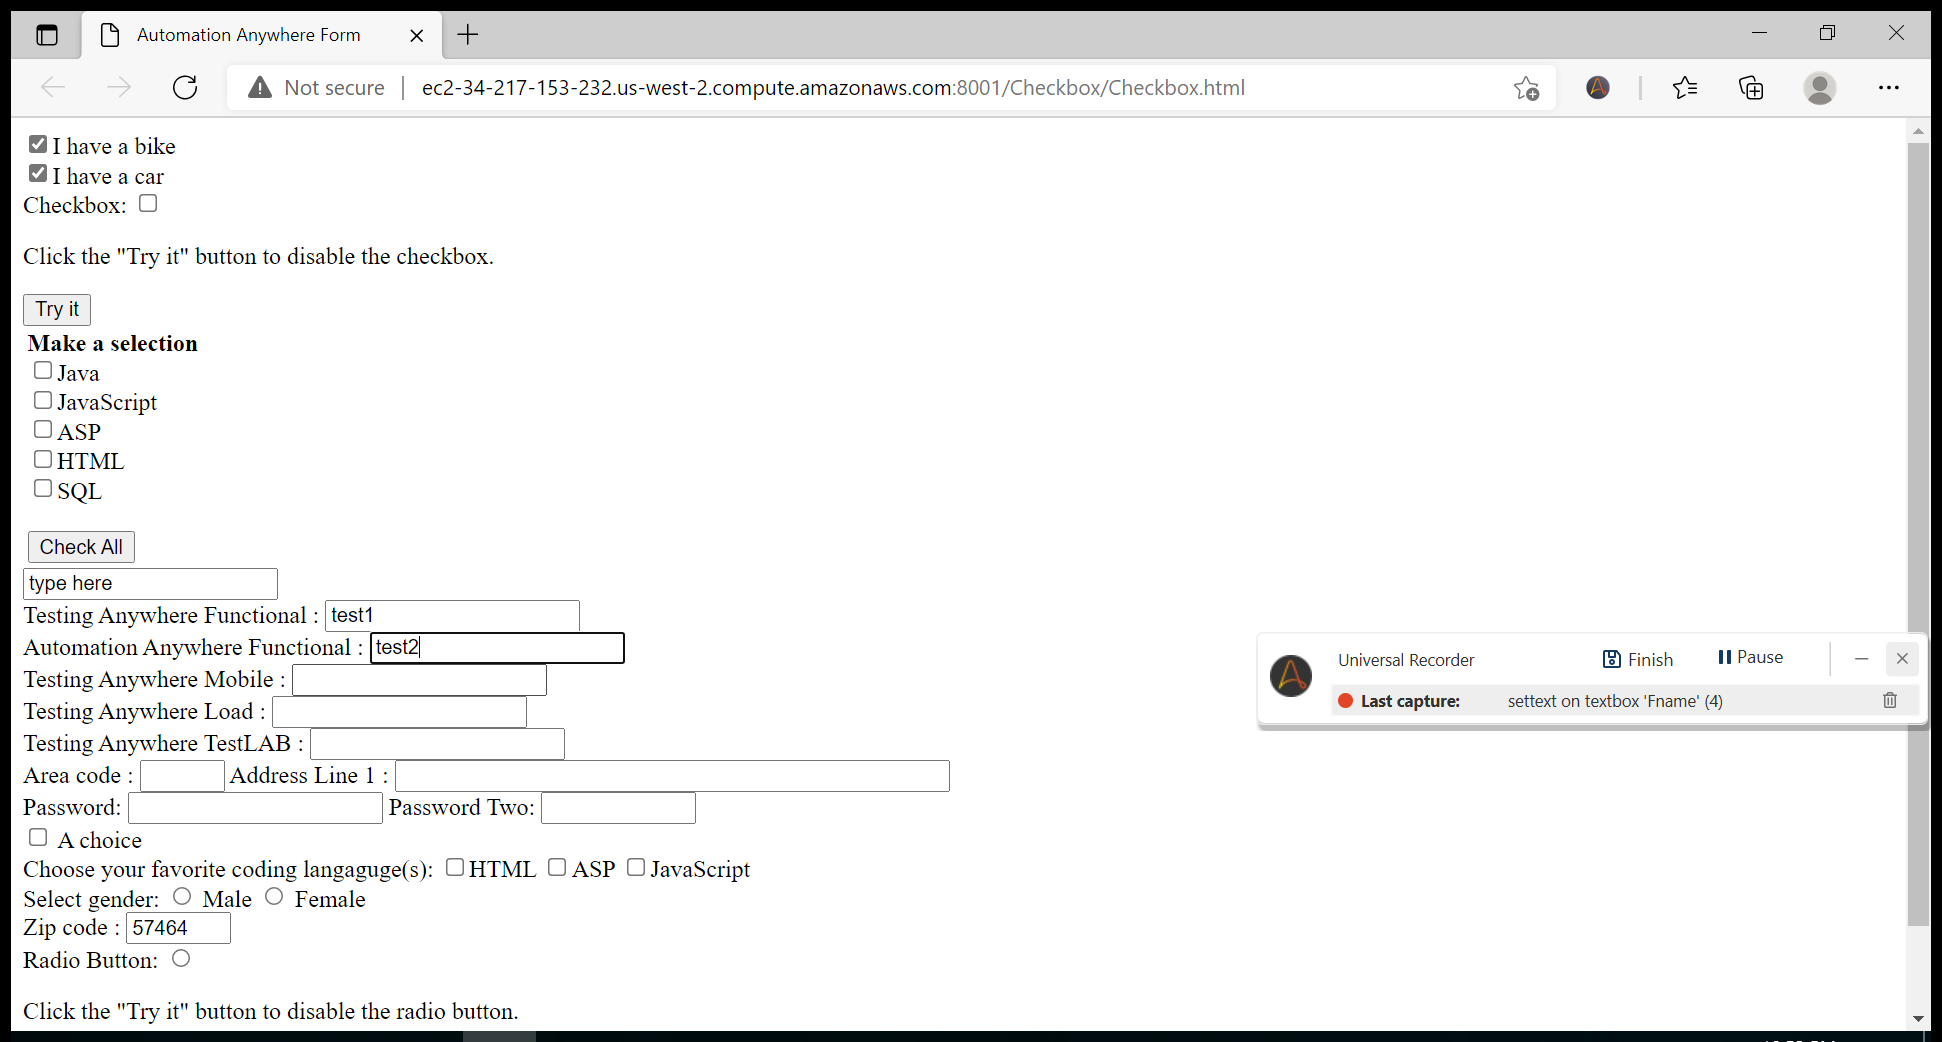 Automation Anywhere Form
Not secure | ec2-34-217-153-232.us-west-2.compute.amazonaws.com:8001/Checkbox/Checkbox.html
I have a bike
I have a car
Checkbox:
Click the "Try it" button to disable the checkbox.
Try it
Make a selection
Java
JavaScript
ASP
HTML
SQL
Check All
type here
Testing Anywhere Functional : test1
Automation Anywhere Functional : test2
Universal Recorder Finish Pause
Testing Anywhere Mobile :
Last capture: settext on textbox 'Fname' (4)
Testing Anywhere Load :
Testing Anywhere TestLAB :
Area code : Address Line 1 :
Password: Password Two:
A choice
Choose your favorite coding langaguge(s): HTML ASP JavaScript
Select gender: Male Female
Zip code : 57464
Radio Button:
Click the "Try it" button to disable the radio button.